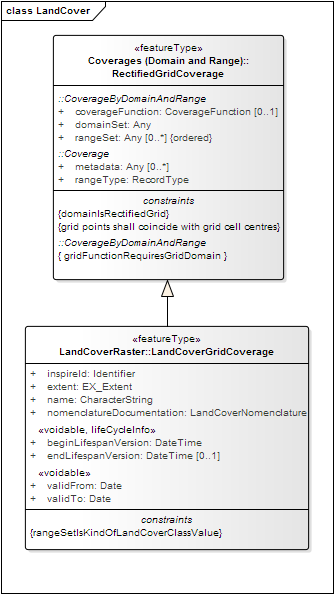 class LandCover
«featureType»
Coverages (Domain and Range)::
RectifiedGridCoverage
::CoverageByDomainAndRange
+ coverageFunction: CoverageFunction [0..1]
+ domainSet: Any
+ rangeSet: Any [0..*] {ordered}
::Coverage
+ metadata: Any [0..*]
+ rangeType: RecordType
constraints
{domainIsRectifiedGrid}
{grid points shall coincide with grid cell centres}
::CoverageByDomainAndRange
{ gridFunctionRequiresGridDomain }
«featureType»
LandCoverRaster::LandCoverGridCoverage
+ inspireId: Identifier
+ extent: EX_Extent
+ name: CharacterString
+ nomenclatureDocumentation: LandCoverNomenclature
«voidable, lifeCycleInfo»
+ beginLifespanVersion: DateTime
+ endLifespanVersion: DateTime [0..1]
«voidable»
+ validFrom: Date
+ validTo: Date
constraints
{rangeSetIsKindOfLandCoverClassValue}